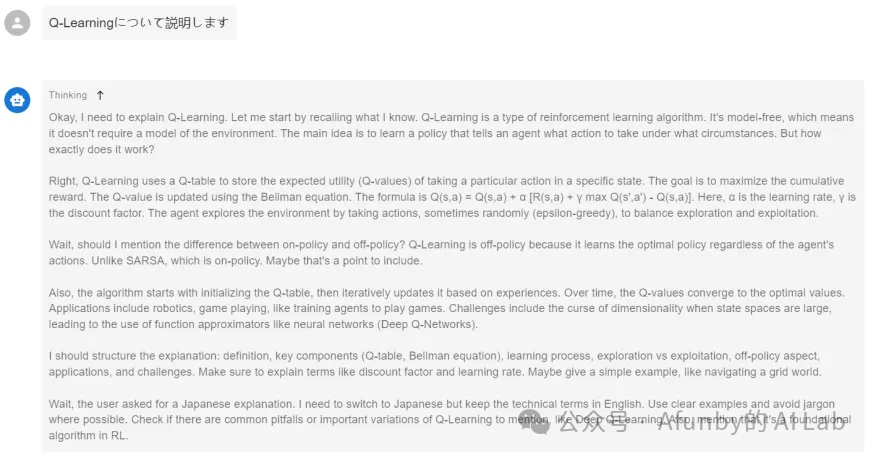 Q-Learningについて説明します
Thinking ↑
Okay, I need to explain Q-Learning. Let me start by recalling what I know. Q-Learning is a type of reinforcement learning algorithm. It's model-free, which means
it doesn't require a model of the environment. The main idea is to learn a policy that tells an agent what action to take under what circumstances. But how
exactly does it work?
Right, Q-Learning uses a Q-table to store the expected utility (Q-values) of taking a particular action in a specific state. The goal is to maximize the cumulative
reward. The Q-value is updated using the Bellman equation. The formula is Q(s,a) = Q(s,a) + α [R(s,a) + γ max Q(s',a') - Q(s,a)]. Here, α is the learning rate, γ is
the discount factor. The agent explores the environment by taking actions, sometimes randomly (epsilon-greedy), to balance exploration and exploitation.
Wait, should I mention the difference between on-policy and off-policy? Q-Learning is off-policy because it learns the optimal policy regardless of the agent's
actions. Unlike SARSA, which is on-policy. Maybe that's a point to include.
Also, the algorithm starts with initializing the Q-table, then iteratively updates it based on experiences. Over time, the Q-values converge to the optimal values.
Applications include robotics, game playing, like training agents to play games. Challenges include the curse of dimensionality when state spaces are large,
leading to the use of function approximators like neural networks (Deep Q-Networks).
I should structure the explanation: definition, key components (Q-table, Bellman equation), learning process, exploration vs exploitation, off-policy aspect,
applications, and challenges. Make sure to explain terms like discount factor and learning rate. Maybe give a simple example, like navigating a grid world.
Wait, the user asked for a Japanese explanation. I need to switch to Japanese but keep the technical terms in English. Use clear examples and avoid jargon
where possible. Check if there are common pitfalls or important variations of Q-Learning to mention, like Deep Q-Learning. Also, mention that it's a foundational
algorithm in RL.
公众号 · Afunby的 AI Lab